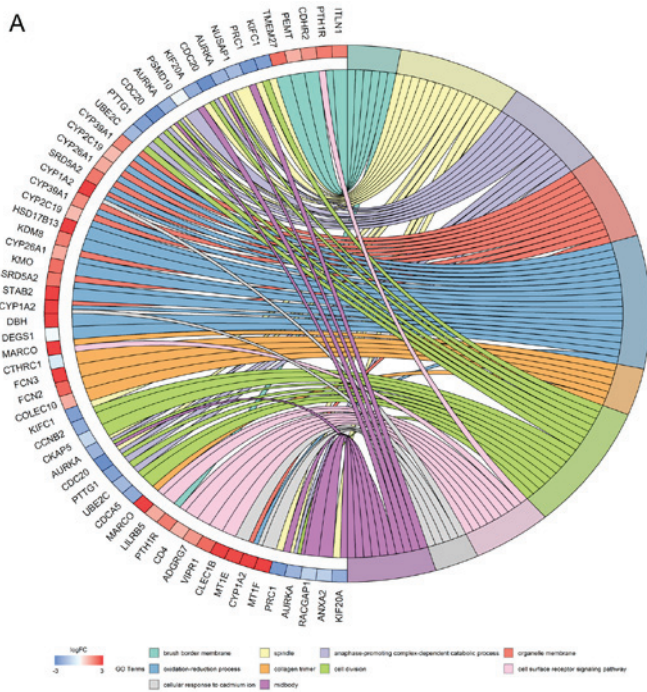 A
ITLN1
PTH1R
CDHR2
PEMT
TMEM27
KIFC1
PRC1
NUSAP1
AURKA
CDC20
KIF20A
PSMD10
AURKA
CDC20
PTTG1
UBE2C
CYP39A1
CYP2C19
CYP26A1
SRD5A2
CYP1A2
CYP39A1
CYP2C19
HSD17B13
KDM8
CYP26A1
KMO
SRD5A2
STAB2
CYP1A2
DBH
DEGS1
MARCO
CTHRC1
FCN3
FCN2
COLEC10
KIFC1
CCNB2
CKAP5
AURKA
CDC20
PTTG1
UBE2C
CDCA5
MARCO
LILRB5
PTH1R
CD4
ADGRG7
VIPR1
CLEC1B
MT1E
CYP1A2
MT1F
PRC1
AURKA
RACGAP1
ANXA2
KIF20A
logFC
-3 3
GO Terms
brush border membrane
spindle
anaphase-promoting complex-dependent catabolic process
organelle membrane
oxidation-reduction process
collagen trimer
cell division
cell surface receptor signaling pathway
cellular response to cadmium ion
midbody